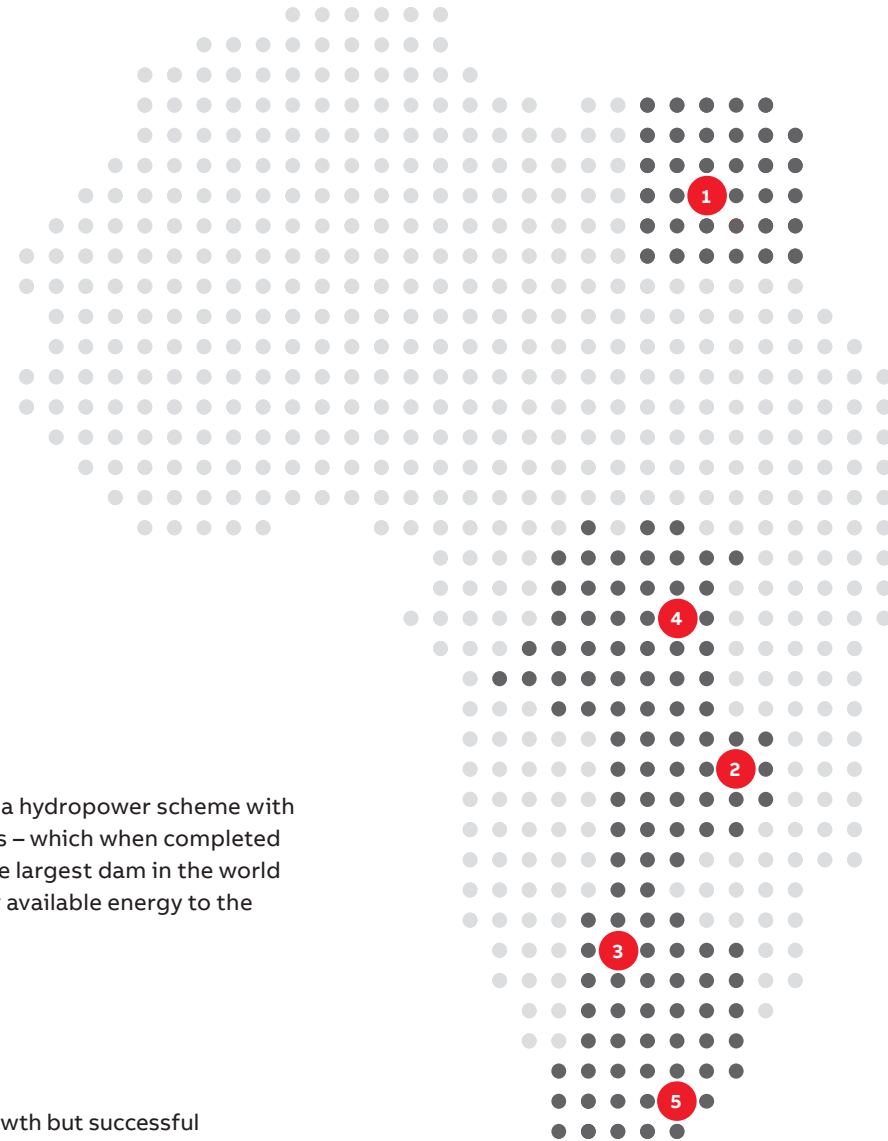 1
4
2
a hydropower scheme with
s – which when completed
e largest dam in the world
available energy to the
3
5
wth but successful